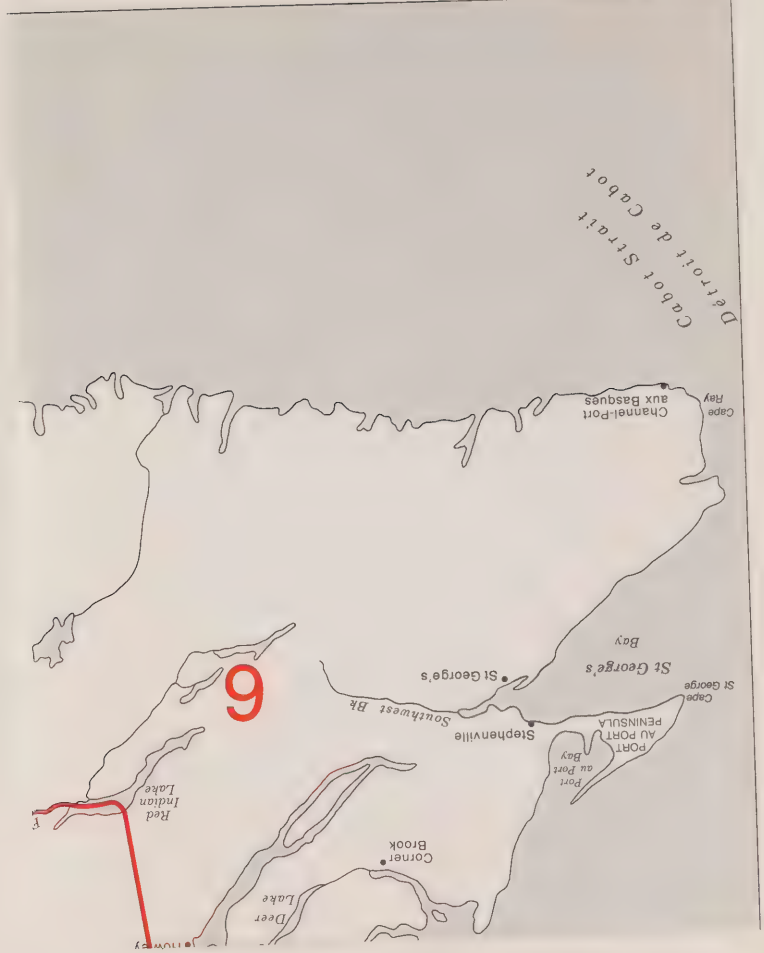 Deer
Lake
Corner
Brook
Red
Indian
Lake
Port
au Port
Bay
PORT
AU PORT
PENINSULA
Stephenville
Southwest Bk
Cape
St George
St George's
St George's
Bay
6
Cape
Ray
Channel-Port
aux Basques
Cabot Strait
Détroit de Cabot